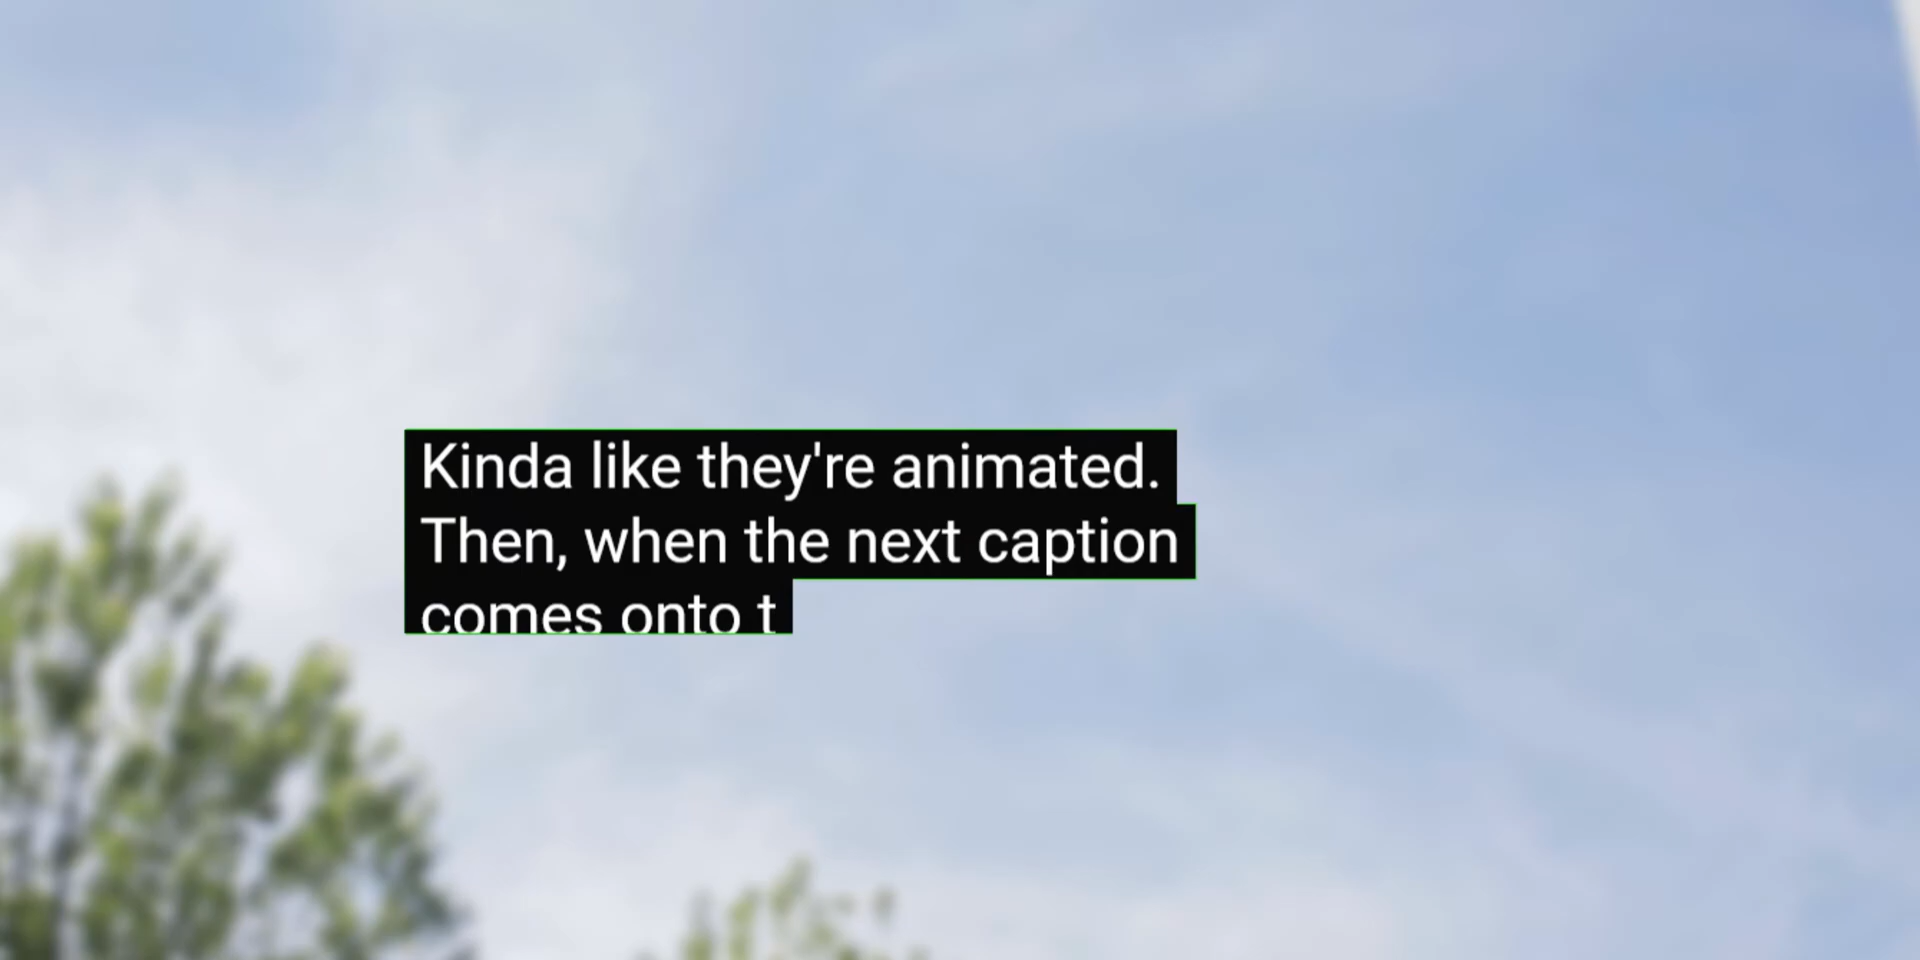 Kinda like they're animated.
Then, when the next caption
comes onto t